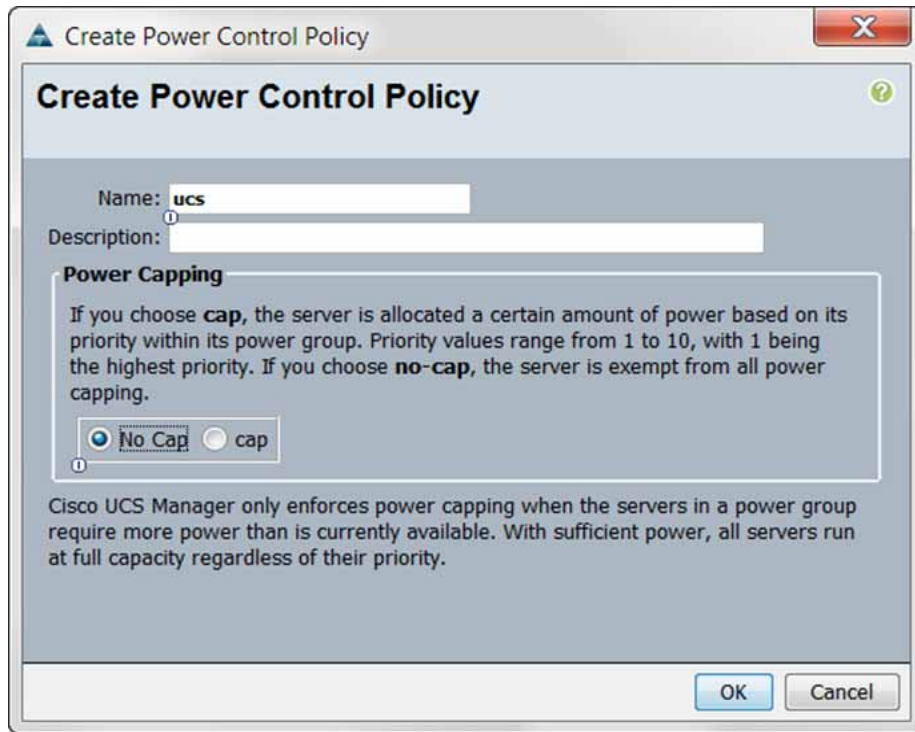 Create Power Control Policy
Create Power Control Policy
Name: ucs
Description:
Power Capping
If you choose cap, the server is allocated a certain amount of power based on its
priority within its power group. Priority values range from 1 to 10, with 1 being
the highest priority. If you choose no-cap, the server is exempt from all power
capping.
No Cap cap
Cisco UCS Manager only enforces power capping when the servers in a power group
require more power than is currently available. With sufficient power, all servers run
at full capacity regardless of their priority.
OK Cancel